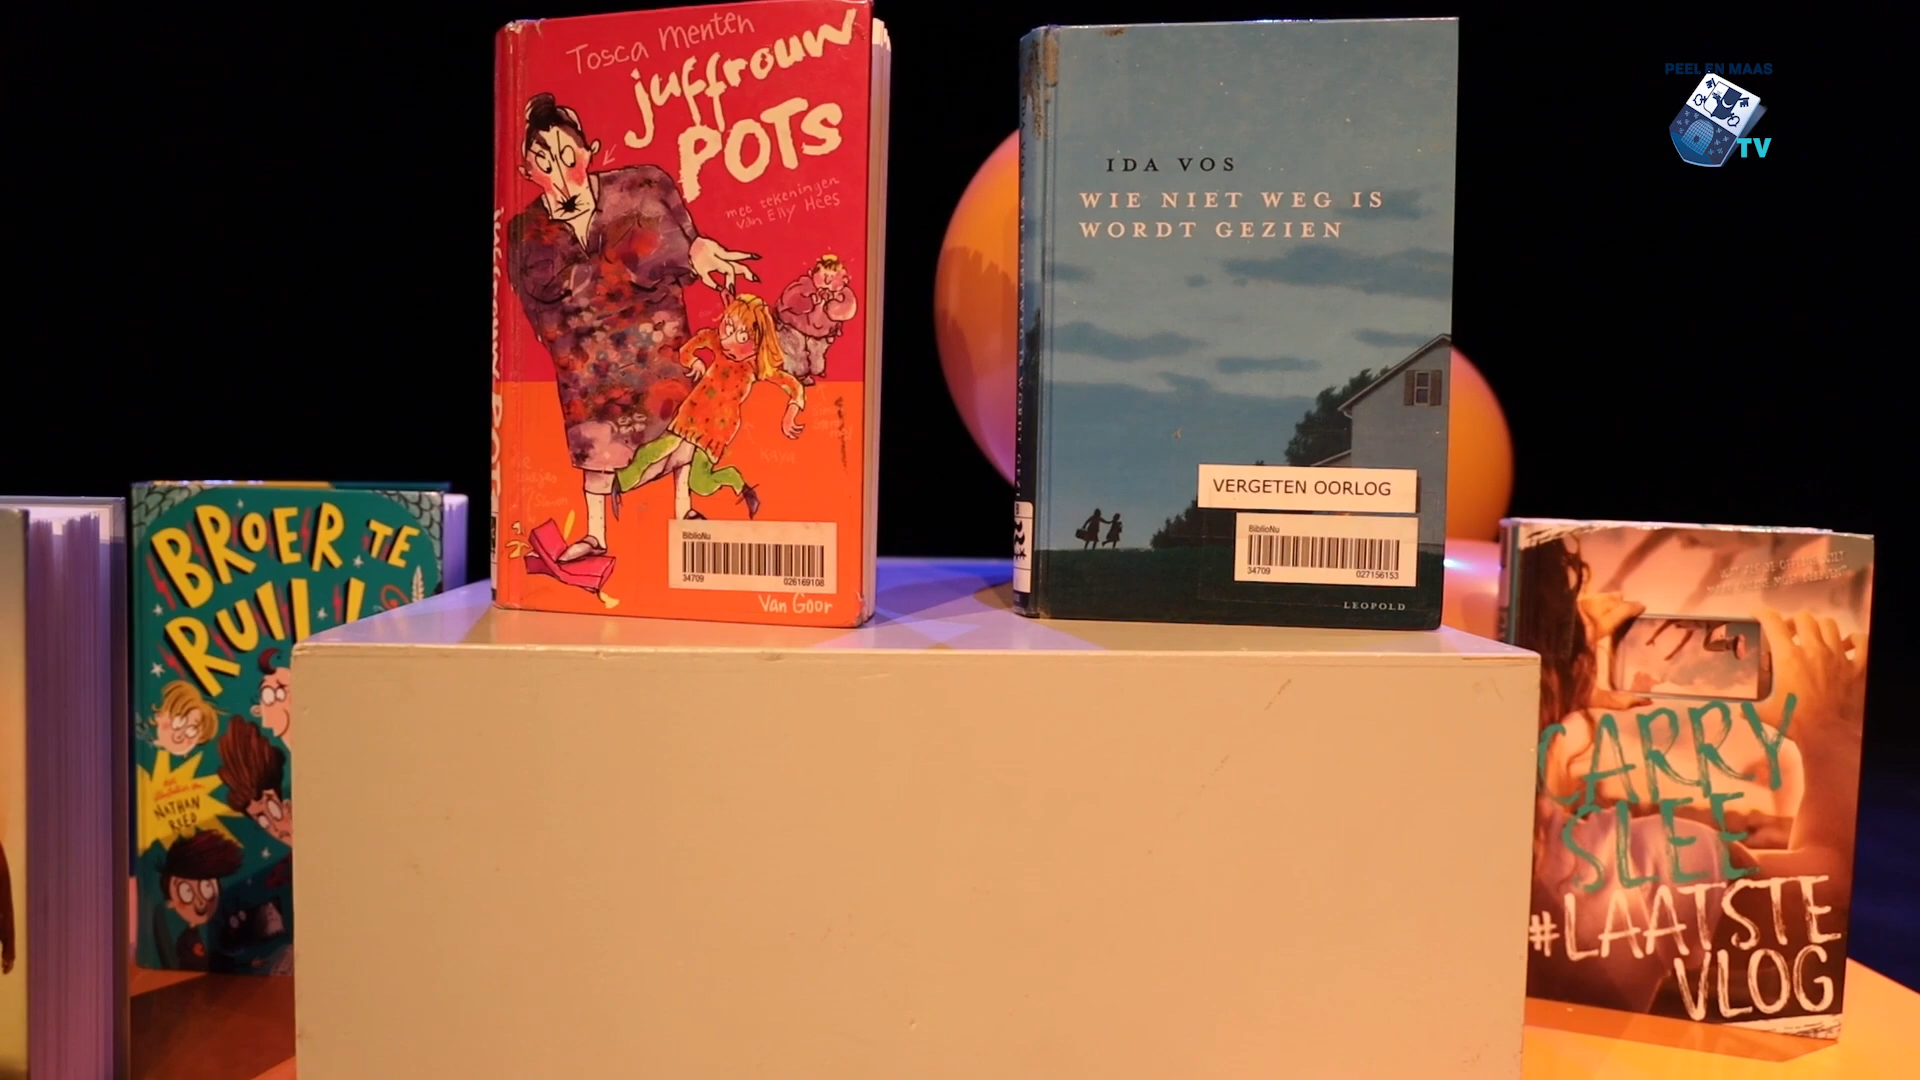 PEEL EN MAAS
TV
Tosca Menten
juffrouw
POTS
met tekeningen
van Elly Hees
Kaya
BiblioNu
34709
026169108
Van Goor
IDA VOS
WIE NIET WEG IS
WORDT GEZIEN
VERGETEN OORLOG
BiblioNu
34709
027156153
LEOPOLD
BROER TE
RUIL!
NATHAN
REED
CARRY
SLEE
#LAATSTE
VLOG